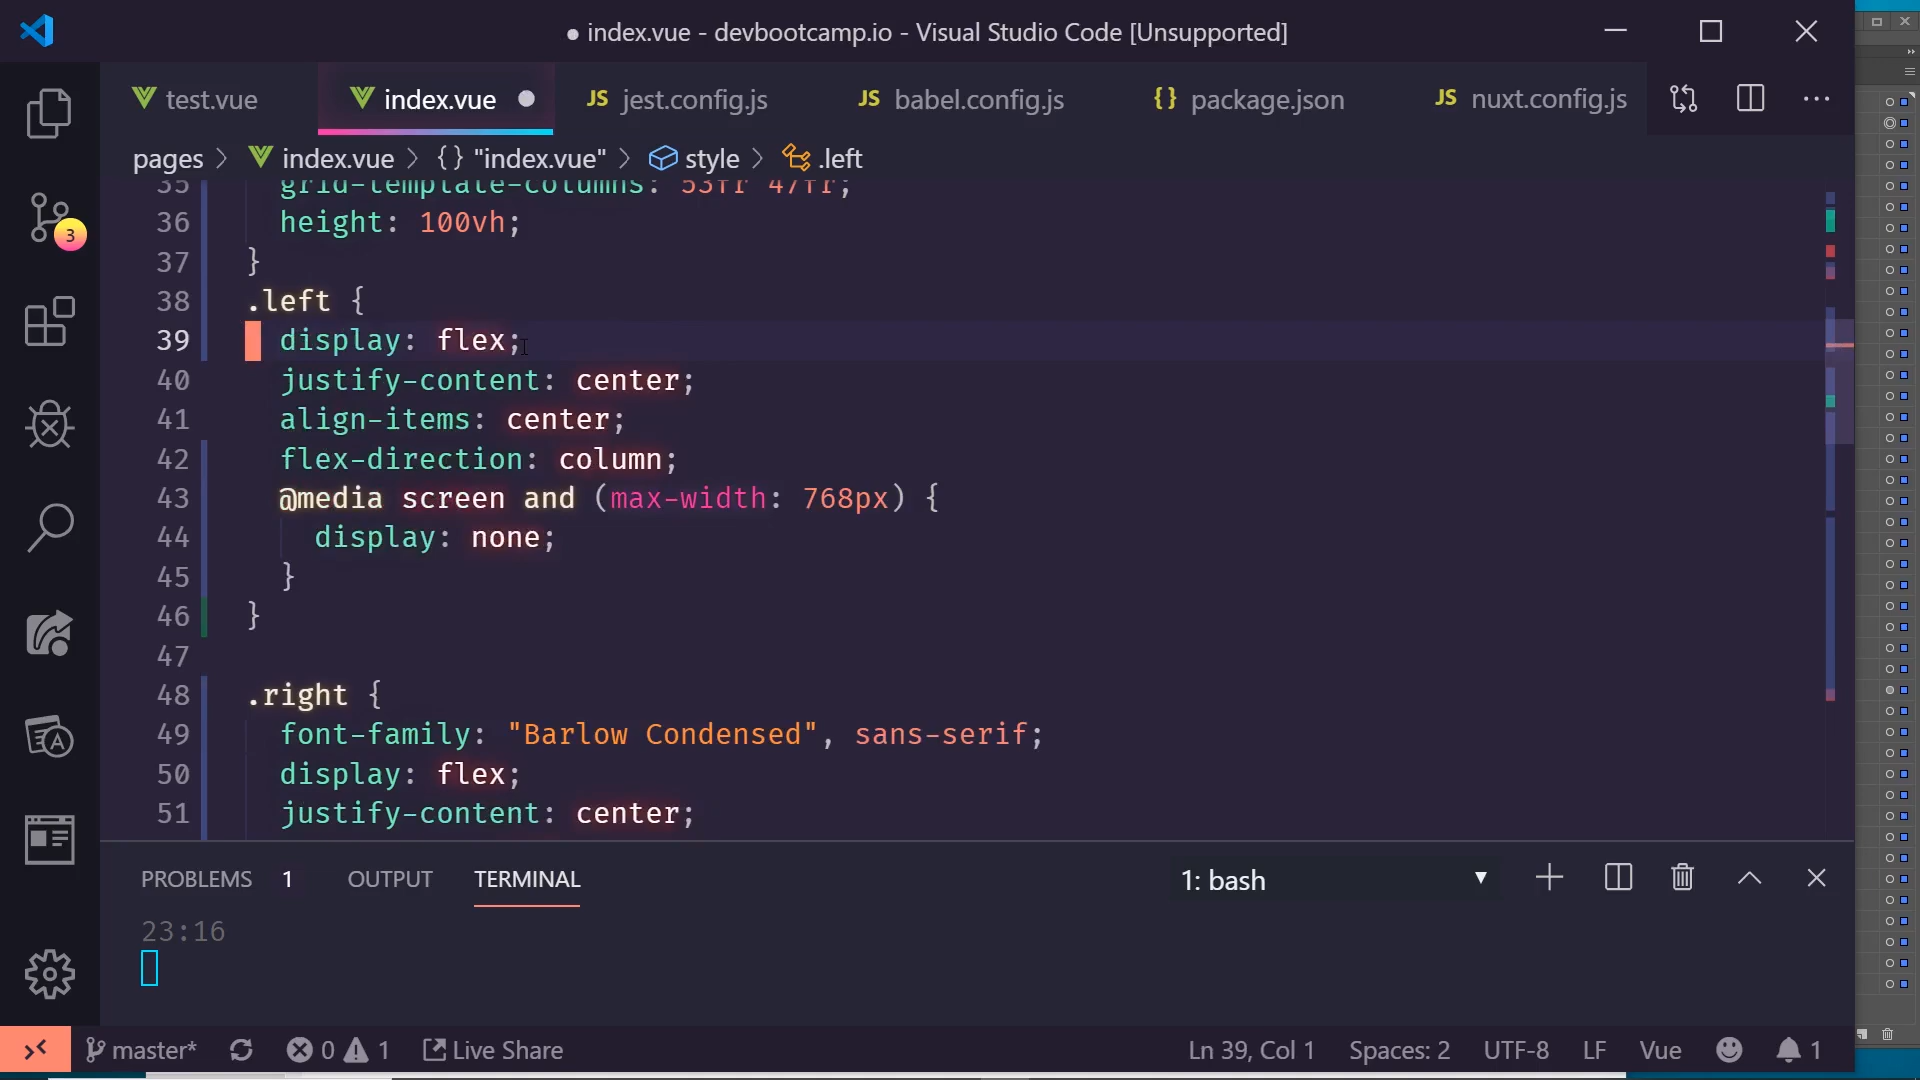 ● index.vue - devbootcamp.io - Visual Studio Code [Unsupported]
test.vue
index.vue
JS jest.config.js
JS babel.config.js
{ } package.json
JS nuxt.config.js
pages > index.vue > {} "index.vue" > style > .left
35 grid-template-columns: 53fr 47fr;
36 height: 100vh;
37 }
38 .left {
39 display: flex;
40 justify-content: center;
41 align-items: center;
42 flex-direction: column;
43 @media screen and (max-width: 768px) {
44 display: none;
45 }
46 }
47
48 .right {
49 font-family: "Barlow Condensed", sans-serif;
50 display: flex;
51 justify-content: center;
3
PROBLEMS 1 OUTPUT TERMINAL 1: bash
23:16
master* 0 1 Live Share Ln 39, Col 1 Spaces: 2 UTF-8 LF Vue 1